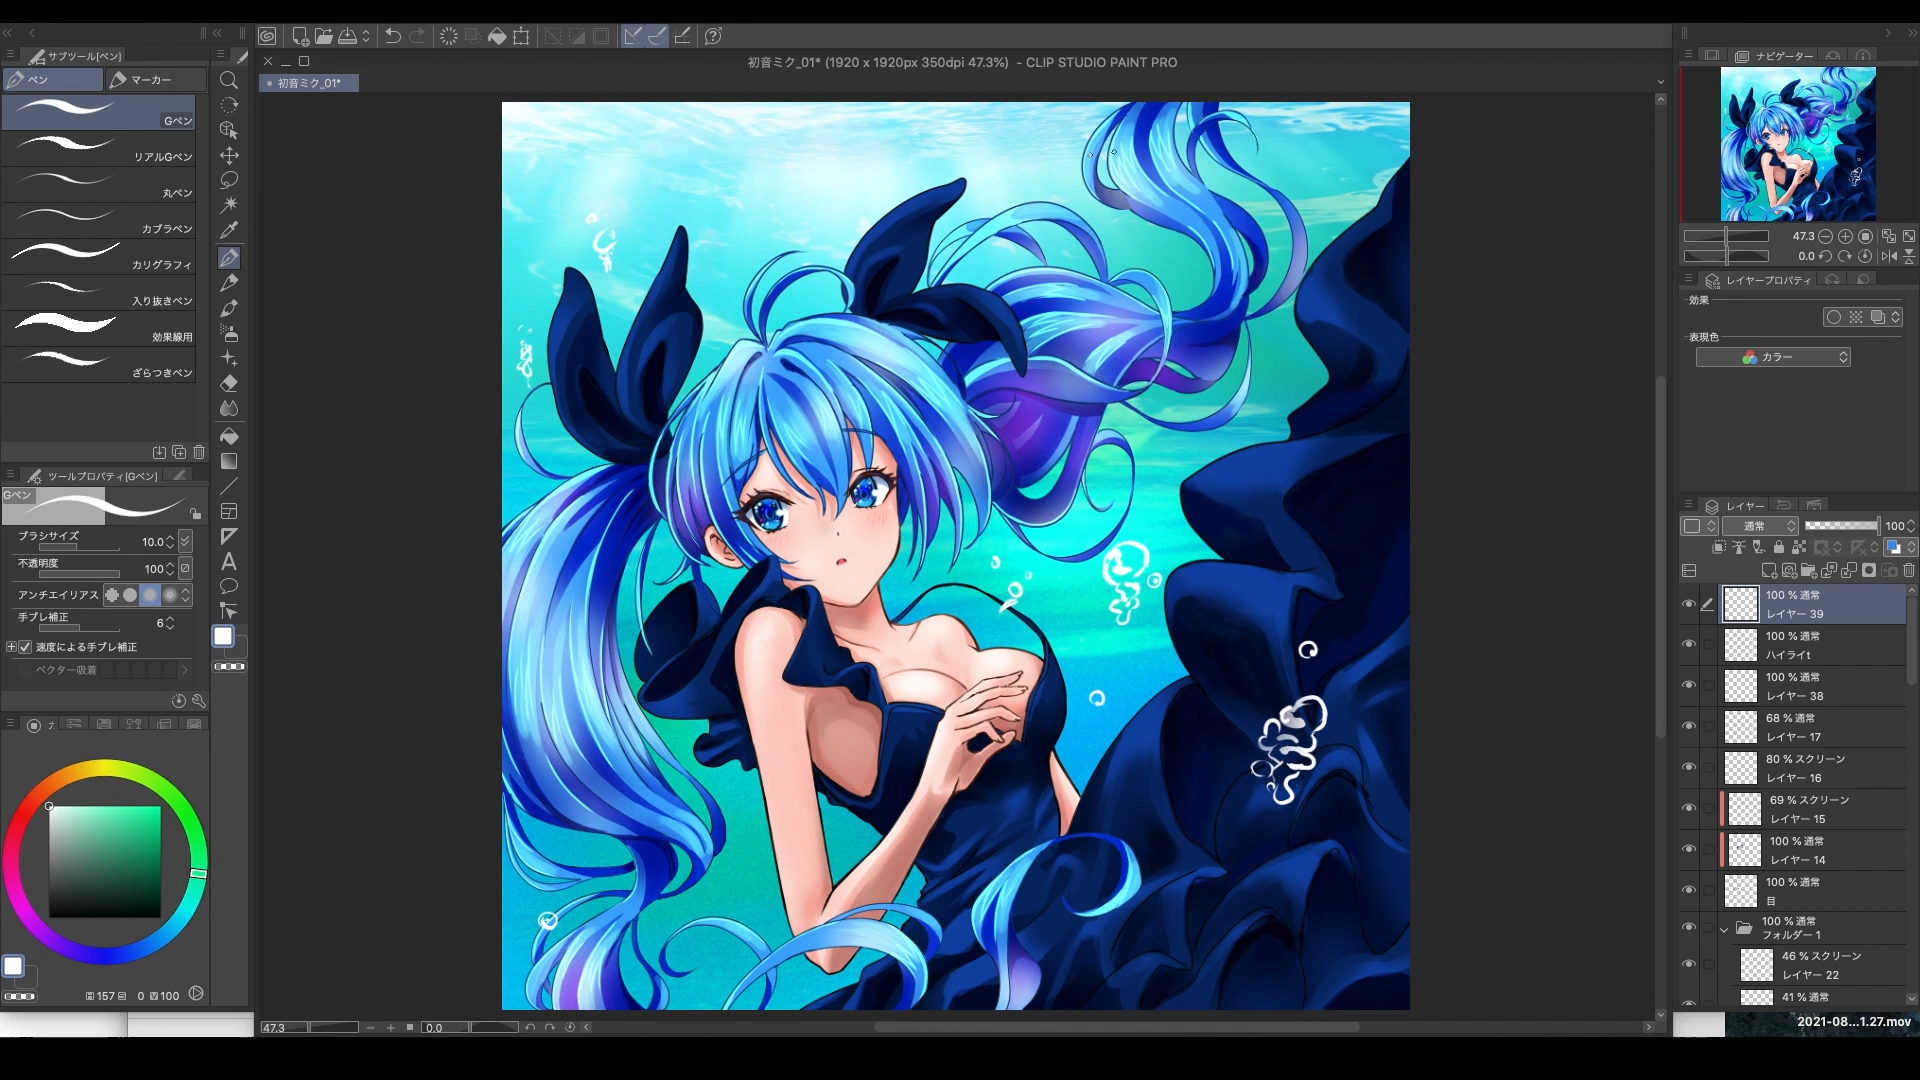 初音ミク_01* (1920 x 1920px 350dpi 47.3%) - CLIP STUDIO PAINT PRO
初音ミク_01*
サブツール[ペン]
ペン
マーカー
Gペン
リアルGペン
丸ペン
カブラペン
カリグラフィ
入り抜きペン
効果線用
ざらつきペン
ツールプロパティ[Gペン]
Gペン
ブラシサイズ 10.0
不透明度 100
アンチエイリアス
手ブレ補正 6
速度による手ブレ補正
ベクター吸着
157 0 100
47.3
0.0
ナビゲーター
47.3
0.0
レイヤープロパティ
効果
表現色
カラー
レイヤー
通常 100
100 % 通常
レイヤー 39
100 % 通常
ハイライt
100 % 通常
レイヤー 38
68 % 通常
レイヤー 17
80 % スクリーン
レイヤー 16
69 % スクリーン
レイヤー 15
100 % 通常
レイヤー 14
100 % 通常
目
100 % 通常
フォルダー 1
46 % スクリーン
レイヤー 22
41 % 通常
2021-08...1.27.mov